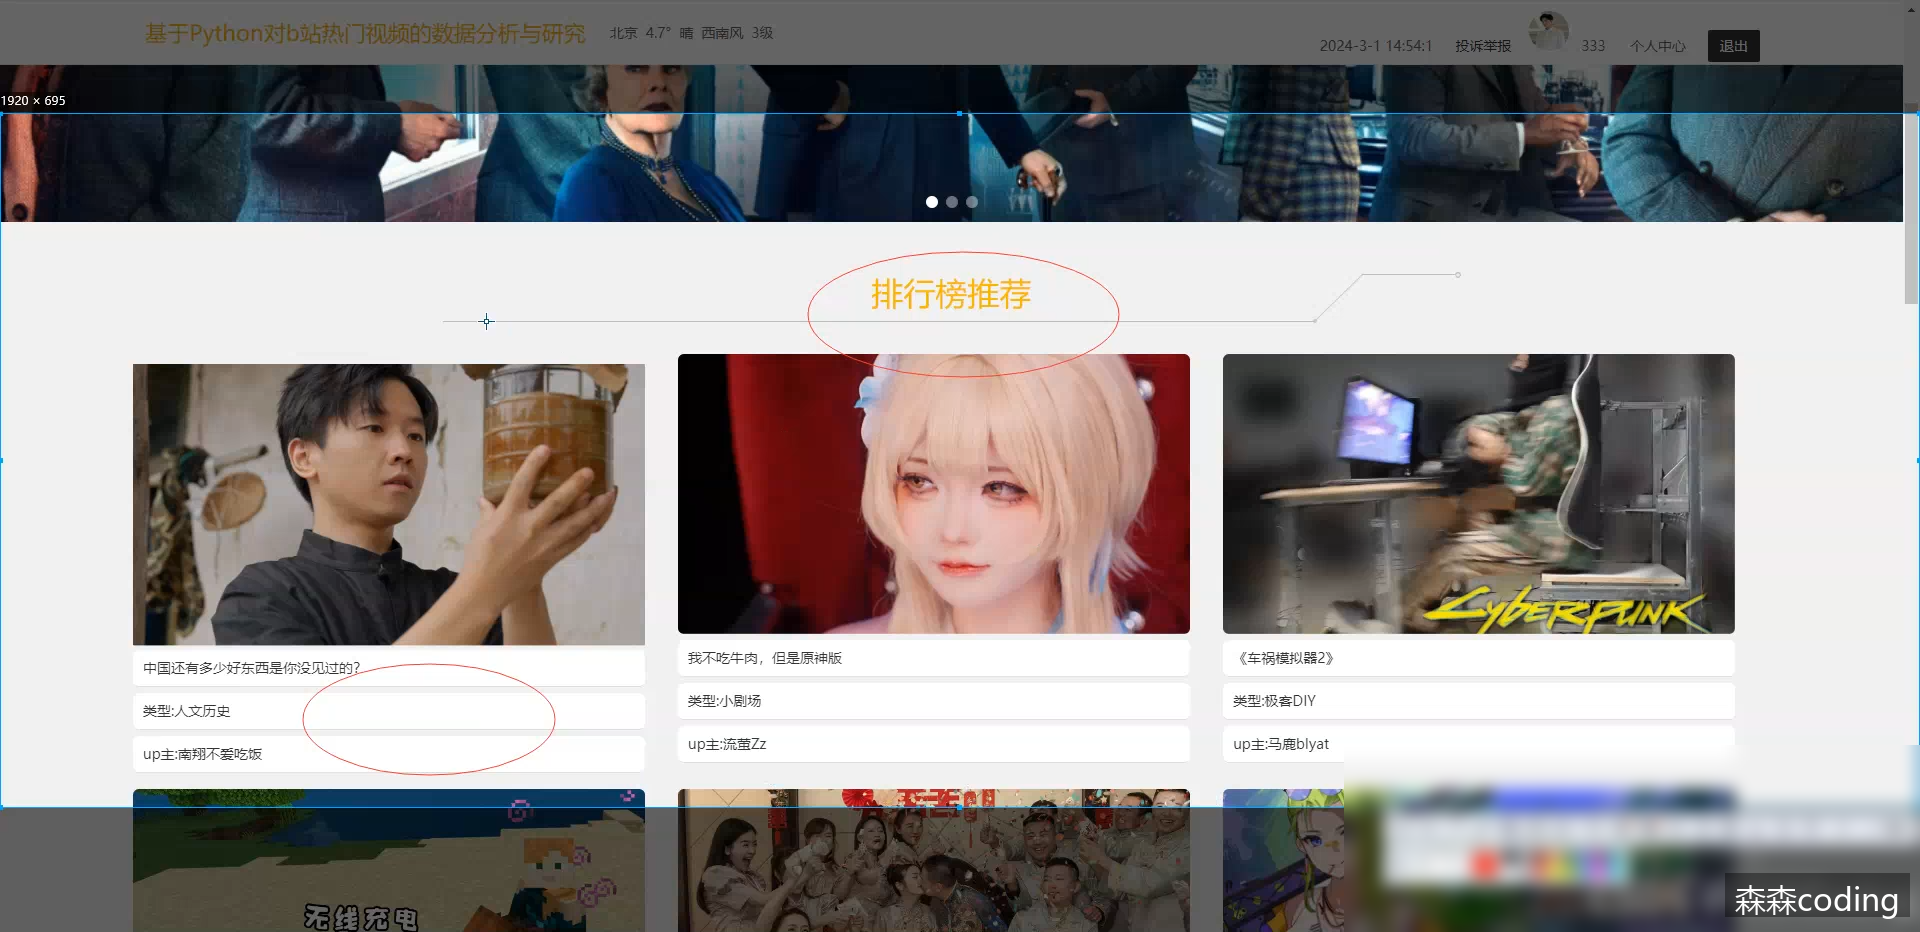 基于Python对b站热门视频的数据分析与研究
北京 4.7° 晴 西南风 3级
2024-3-1 14:54:1 投诉举报 333 个人中心 退出
1920 × 695
排行榜推荐
CYBERPUNK
中国还有多少好东西是你没见过的?
类型:人文历史
up主:南翔不爱吃饭
我不吃牛肉，但是原神版
类型:小剧场
up主:流萤Zz
《车祸模拟器2》
类型:极客DIY
up主:马鹿blyat
无线充电
森森coding